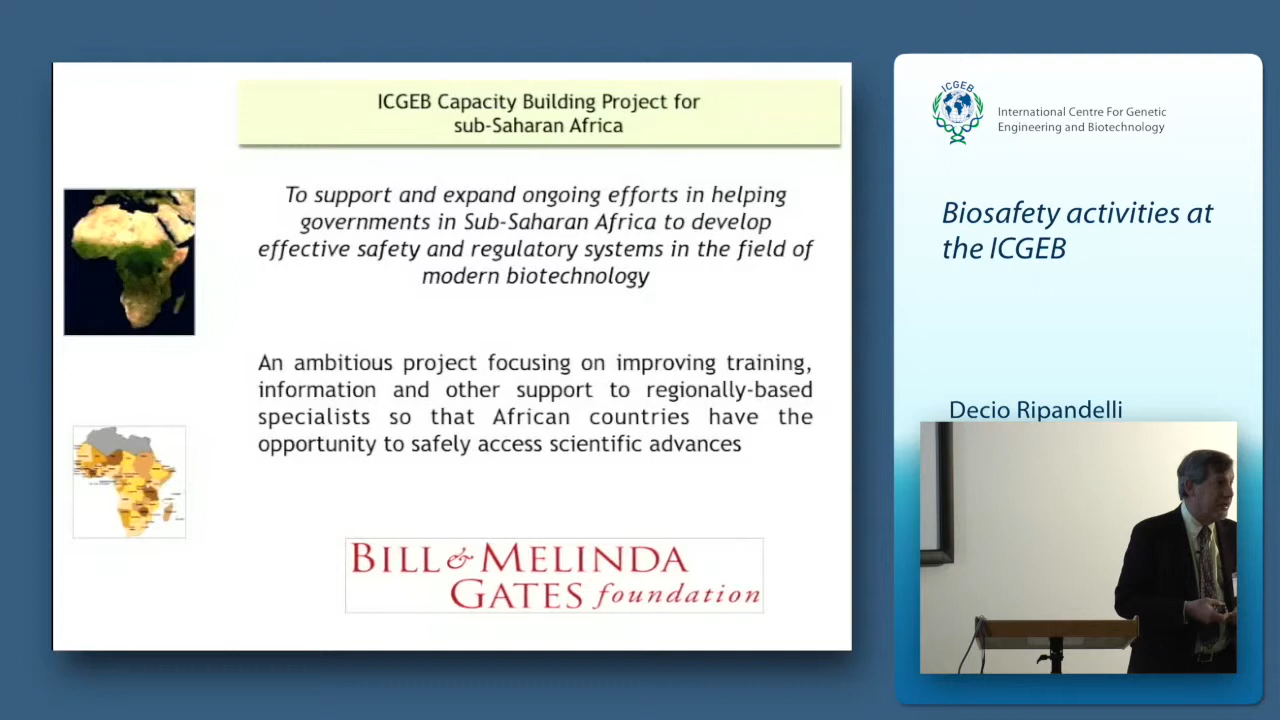 ICGEB Capacity Building Project for
sub-Saharan Africa
To support and expand ongoing efforts in helping
governments in Sub-Saharan Africa to develop
effective safety and regulatory systems in the field of
modern biotechnology
An ambitious project focusing on improving training,
information and other support to regionally-based
specialists so that African countries have the
opportunity to safely access scientific advances
BILL & MELINDA
GATES foundation
ICGEB
International Centre For Genetic
Engineering and Biotechnology
Biosafety activities at
the ICGEB
Decio Ripandelli